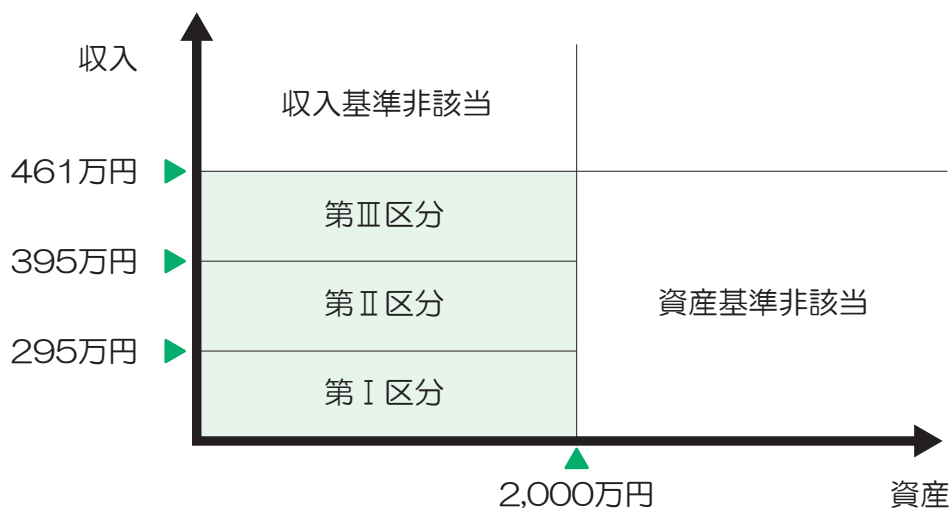 収入
収入基準非該当
461万円
第Ⅲ区分
395万円
第Ⅱ区分
資産基準非該当
295万円
第Ⅰ区分
2,000万円
資産